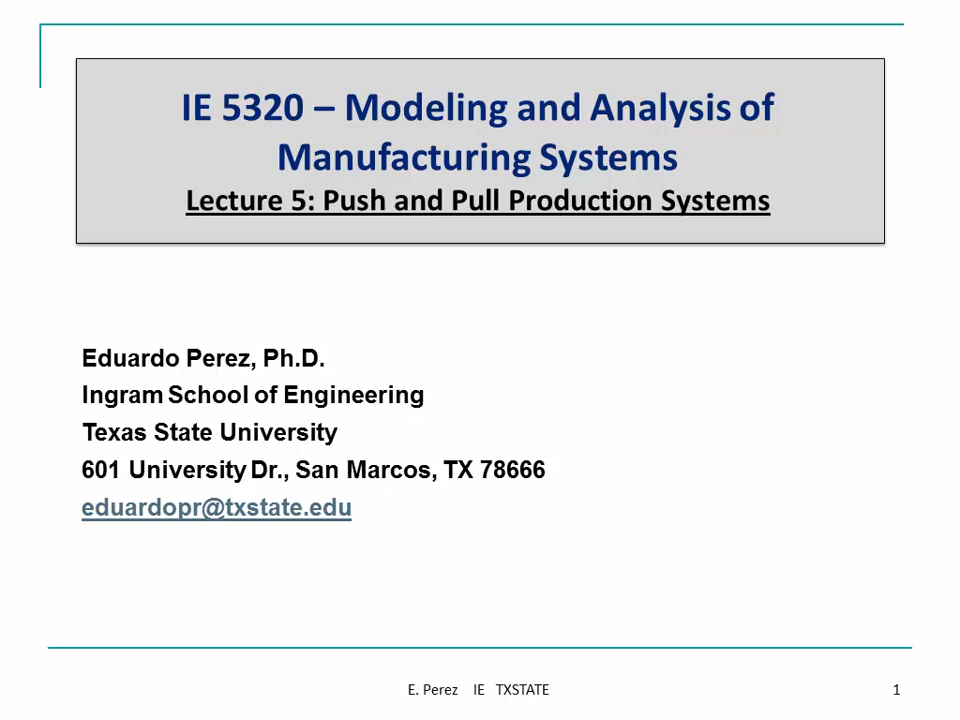 IE 5320 – Modeling and Analysis of
Manufacturing Systems
Lecture 5: Push and Pull Production Systems
Eduardo Perez, Ph.D.
Ingram School of Engineering
Texas State University
601 University Dr., San Marcos, TX 78666
eduardopr@txstate.edu
E. Perez IE TXSTATE 1